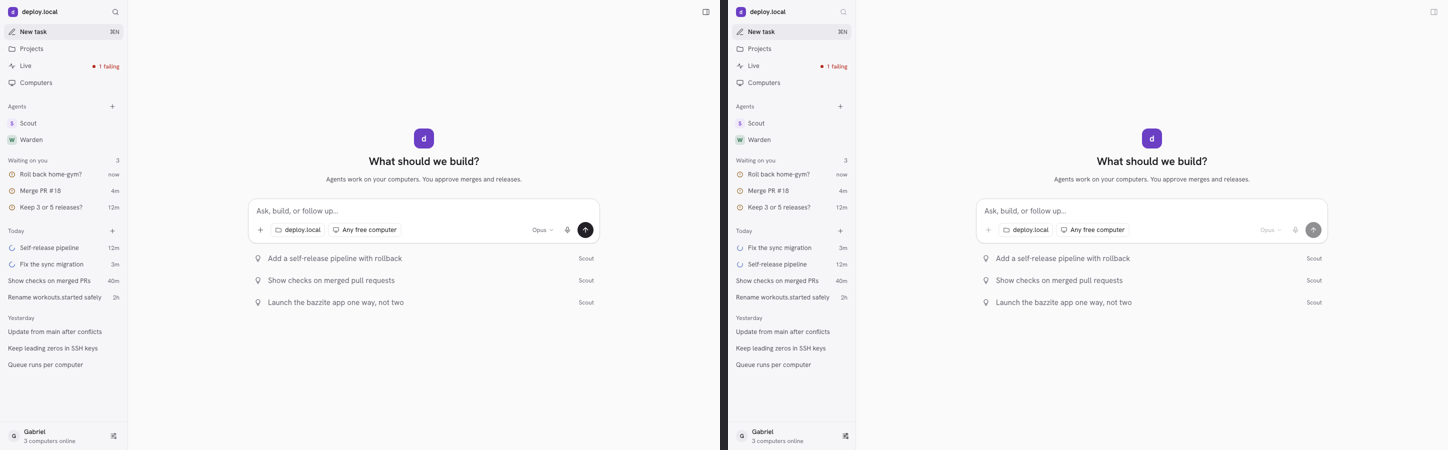 d deploy.local
New task ⌘N
Projects
Live 1 failing
Computers
Agents
S Scout
W Warden
Waiting on you 3
Roll back home-gym? now
Merge PR #18 4m
Keep 3 or 5 releases? 12m
Today
Self-release pipeline 12m
Fix the sync migration 3m
Show checks on merged PRs 40m
Rename workouts.started safely 2h
Yesterday
Update from main after conflicts
Keep leading zeros in SSH keys
Queue runs per computer
G Gabriel
3 computers online
d
What should we build?
Agents work on your computers. You approve merges and releases.
Ask, build, or follow up...
deploy.local Any free computer Opus
Add a self-release pipeline with rollback Scout
Show checks on merged pull requests Scout
Launch the bazzite app one way, not two Scout
d deploy.local
New task ⌘N
Projects
Live 1 failing
Computers
Agents
S Scout
W Warden
Waiting on you 3
Roll back home-gym? now
Merge PR #18 4m
Keep 3 or 5 releases? 12m
Today
Fix the sync migration 3m
Self-release pipeline 12m
Show checks on merged PRs 40m
Rename workouts.started safely 2h
Yesterday
Update from main after conflicts
Keep leading zeros in SSH keys
Queue runs per computer
G Gabriel
3 computers online
d
What should we build?
Agents work on your computers. You approve merges and releases.
Ask, build, or follow up...
deploy.local Any free computer Opus
Add a self-release pipeline with rollback Scout
Show checks on merged pull requests Scout
Launch the bazzite app one way, not two Scout